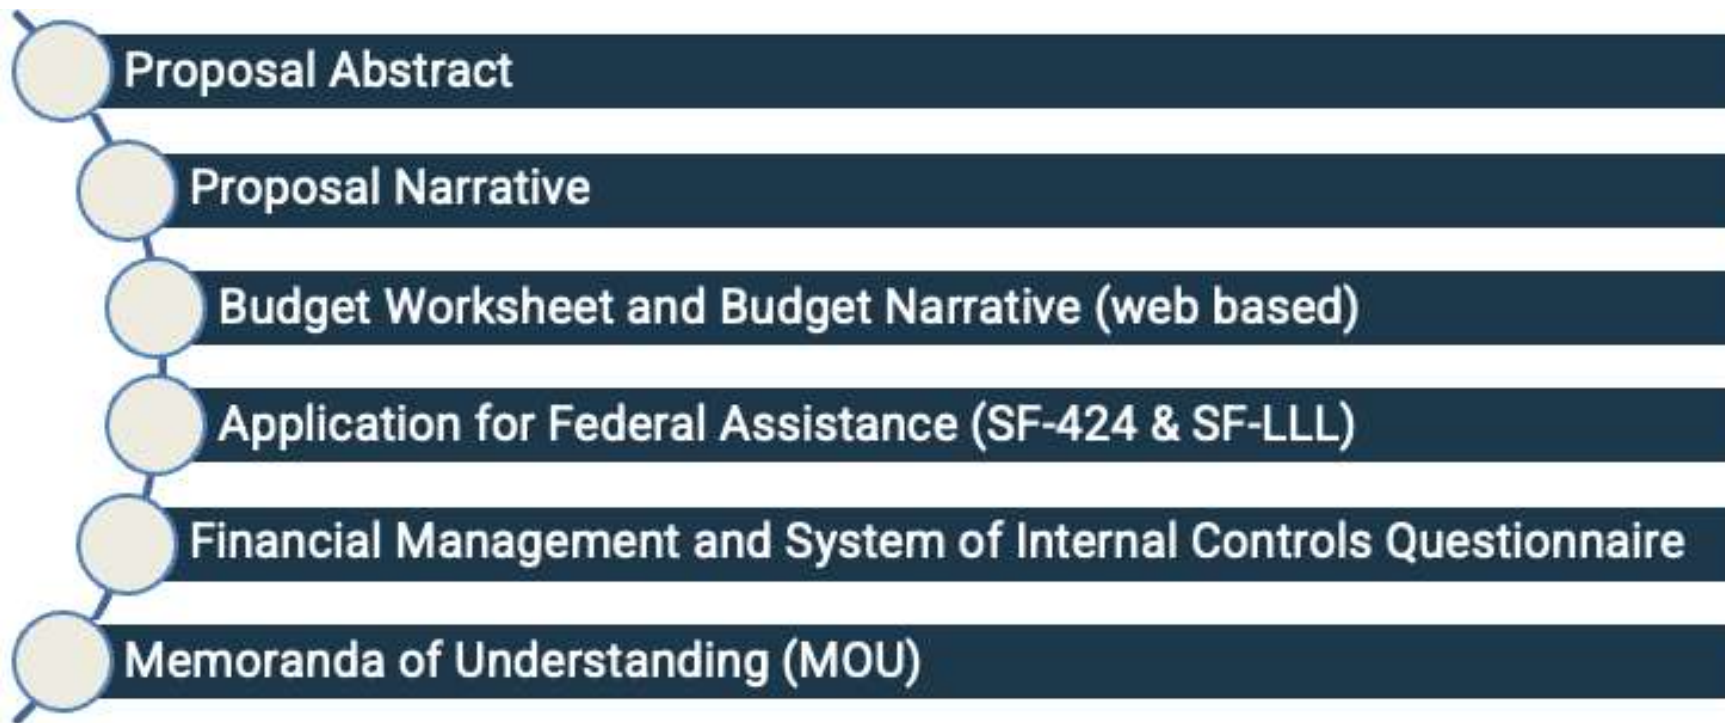 Proposal Abstract
Proposal Narrative
Budget Worksheet and Budget Narrative (web based)
Application for Federal Assistance (SF-424 & SF-LLL)
Financial Management and System of Internal Controls Questionnaire
Memoranda of Understanding (MOU)